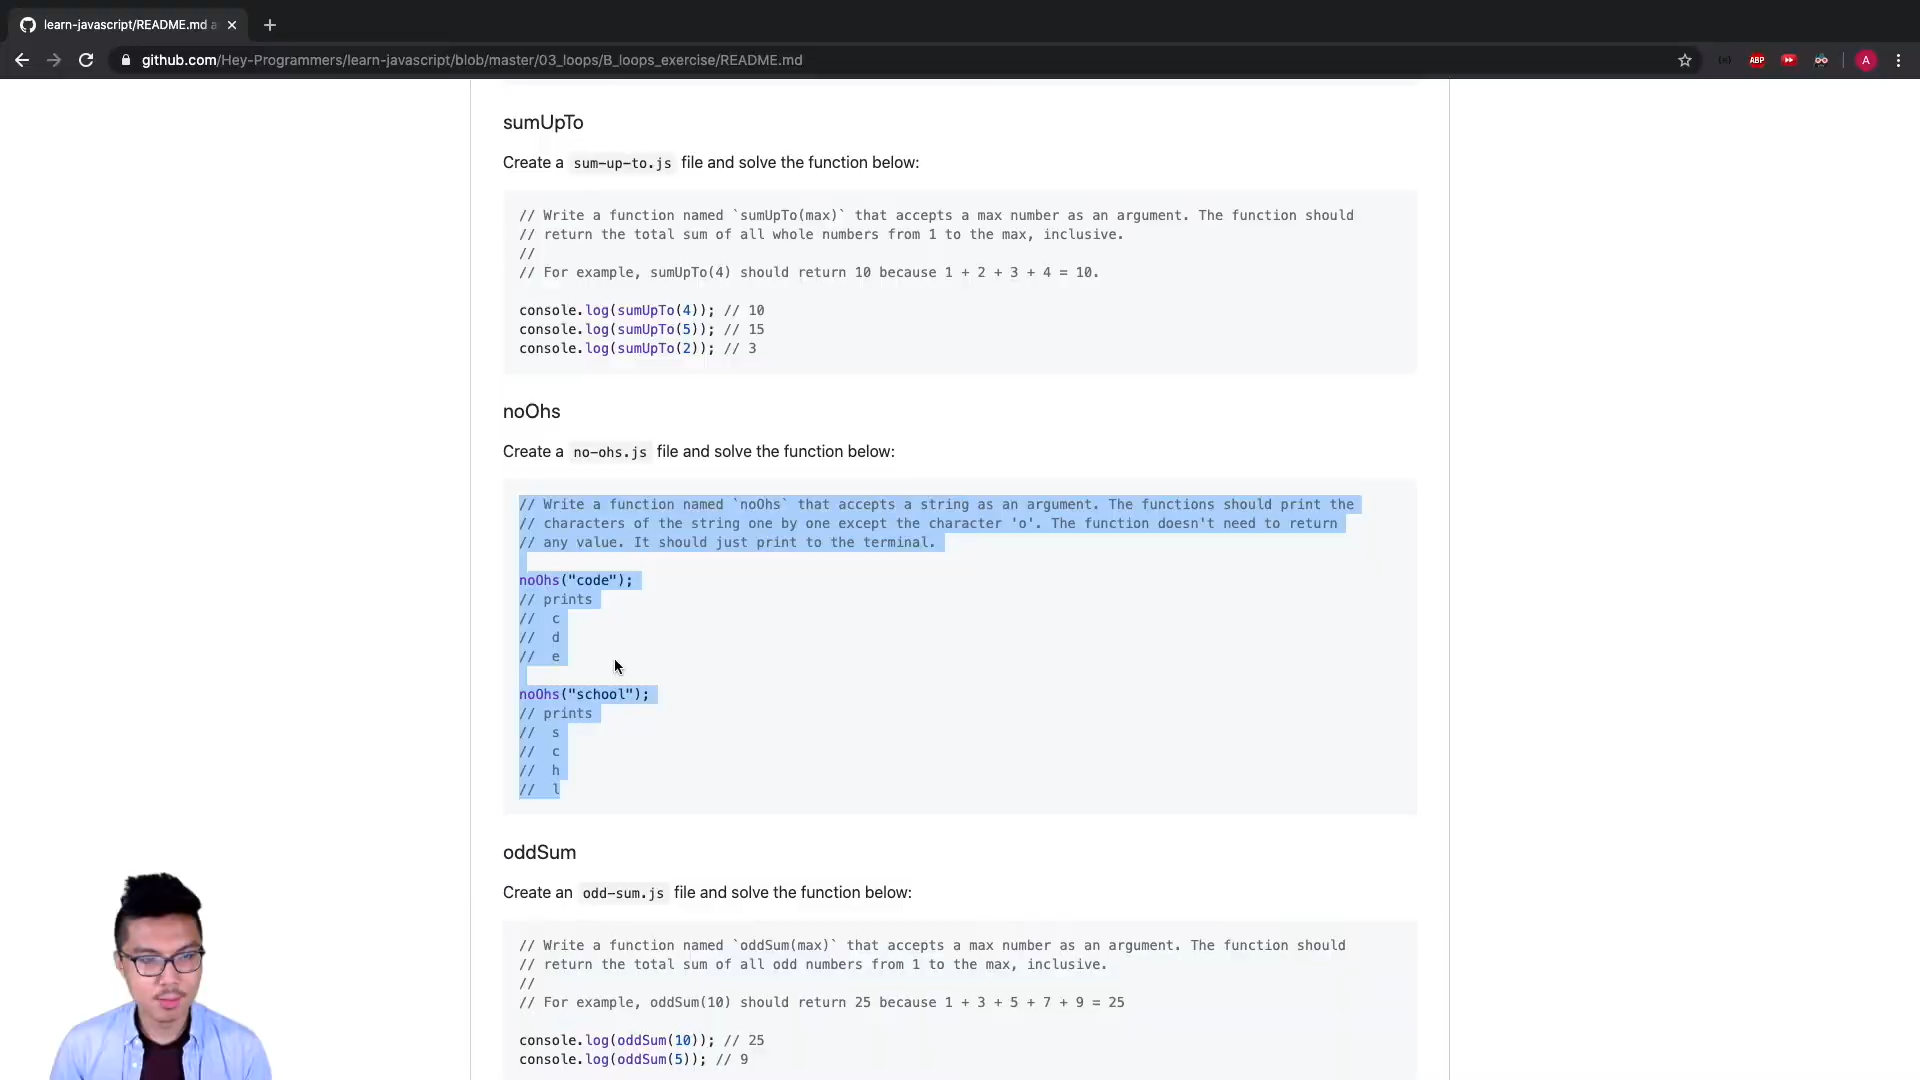 learn-javascript/README.md a
github.com/Hey-Programmers/learn-javascript/blob/master/03_loops/B_loops_exercise/README.md
ABP
A
sumUpTo
Create a sum-up-to.js file and solve the function below:
// Write a function named `sumUpTo(max)` that accepts a max number as an argument. The function should
// return the total sum of all whole numbers from 1 to the max, inclusive.
//
// For example, sumUpTo(4) should return 10 because 1 + 2 + 3 + 4 = 10.
console.log(sumUpTo(4)); // 10
console.log(sumUpTo(5)); // 15
console.log(sumUpTo(2)); // 3
noOhs
Create a no-ohs.js file and solve the function below:
// Write a function named `noOhs` that accepts a string as an argument. The functions should print the
// characters of the string one by one except the character 'o'. The function doesn't need to return
// any value. It should just print to the terminal.
noOhs("code");
// prints
//  c
//  d
//  e
noOhs("school");
// prints
//  s
//  c
//  h
//  l
oddSum
Create an odd-sum.js file and solve the function below:
// Write a function named `oddSum(max)` that accepts a max number as an argument. The function should
// return the total sum of all odd numbers from 1 to the max, inclusive.
//
// For example, oddSum(10) should return 25 because 1 + 3 + 5 + 7 + 9 = 25
console.log(oddSum(10)); // 25
console.log(oddSum(5)); // 9